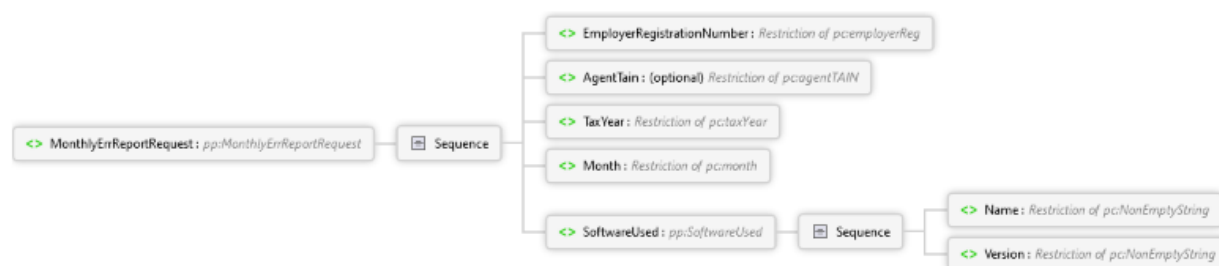 <> EmployerRegistrationNumber : Restriction of pc:employerReg
<> AgentTain : (optional) Restriction of pc:agentTAIN
<> TaxYear : Restriction of pc:taxYear
<> MonthlyErrReportRequest : pp:MonthlyErrReportRequest
Sequence
<> Month : Restriction of pc:month
<> SoftwareUsed : pp:SoftwareUsed
Sequence
<> Name : Restriction of pc:NonEmptyString
<> Version : Restriction of pc:NonEmptyString